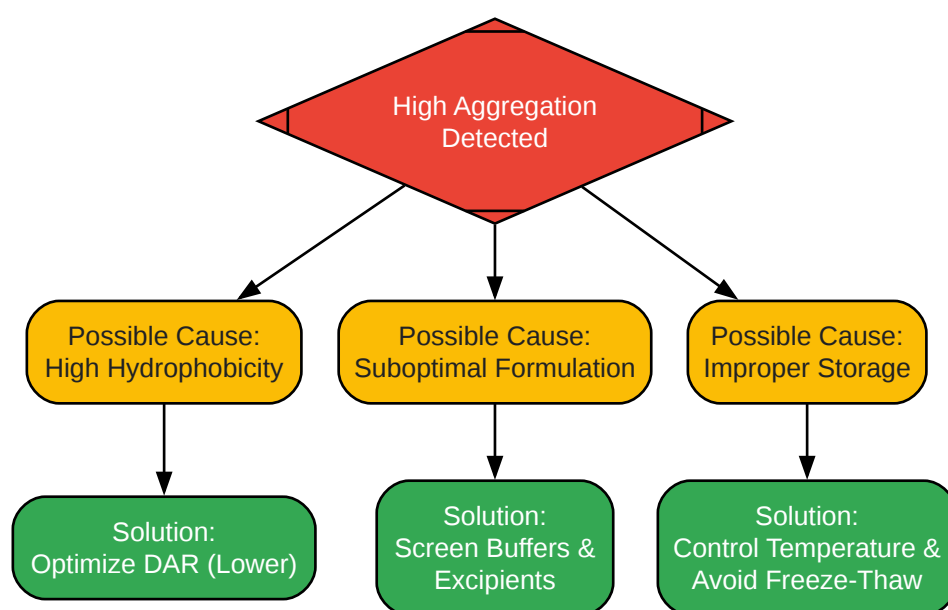 High Aggregation
Detected
Possible Cause:
High Hydrophobicity
Possible Cause:
Suboptimal Formulation
Possible Cause:
Improper Storage
Solution:
Optimize DAR (Lower)
Solution:
Screen Buffers &
Excipients
Solution:
Control Temperature &
Avoid Freeze-Thaw